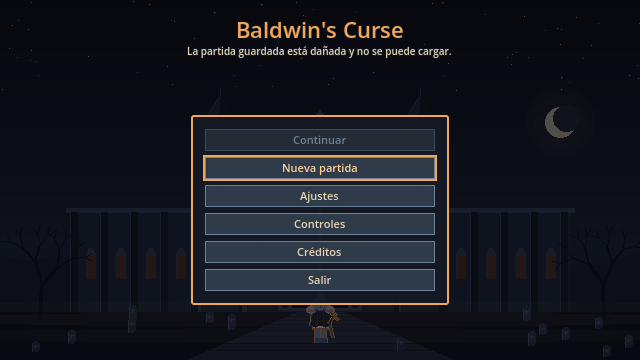 Baldwin's Curse
La partida guardada está dañada y no se puede cargar.
Continuar
Nueva partida
Ajustes
Controles
Créditos
Salir